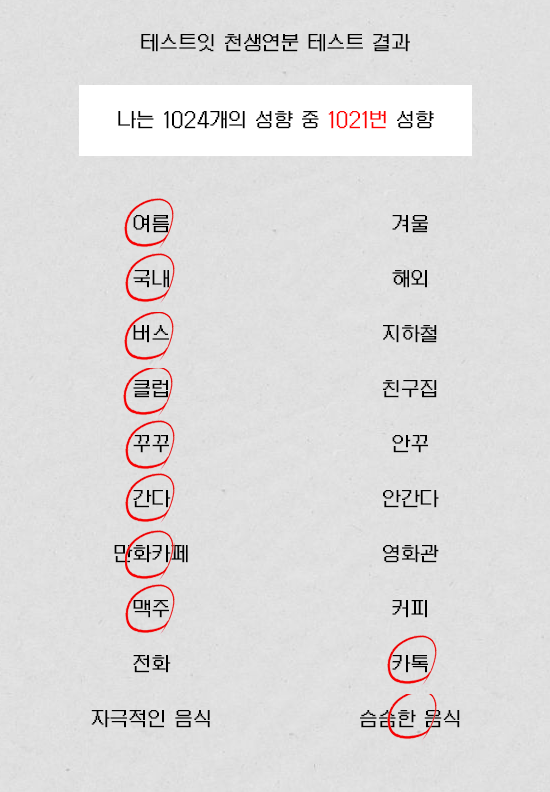 테스트잇 천생연분 테스트 결과
나는 1024개의 성향 중 1021번 성향
여름 겨울
국내 해외
버스 지하철
클럽 친구집
꾸꾸 안꾸
간다 안간다
만화카페 영화관
맥주 커피
전화 카톡
자극적인 음식 슴슴한 음식